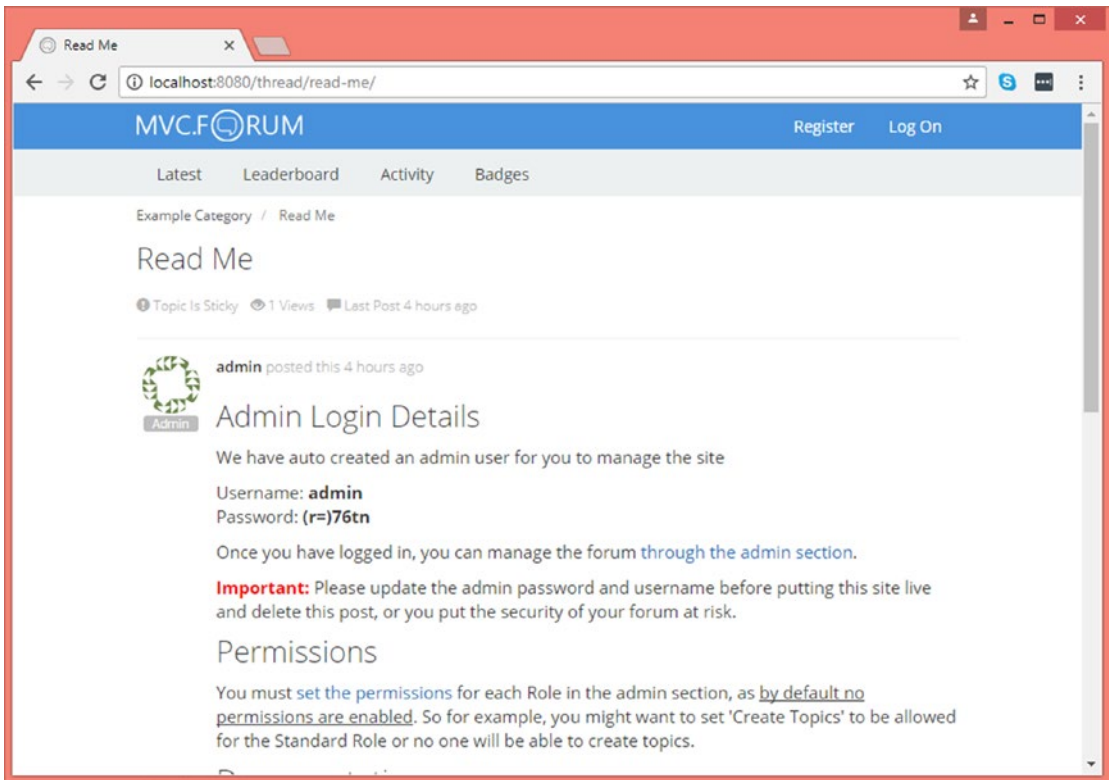 Read Me
localhost:8080/thread/read-me/
MVC.FORUM
Register Log On
Latest Leaderboard Activity Badges
Example Category / Read Me
Read Me
Topic Is Sticky 1 Views Last Post 4 hours ago
admin posted this 4 hours ago
Admin
Admin Login Details
We have auto created an admin user for you to manage the site
Username: admin
Password: (r=)76tn
Once you have logged in, you can manage the forum through the admin section.
Important: Please update the admin password and username before putting this site live
and delete this post, or you put the security of your forum at risk.
Permissions
You must set the permissions for each Role in the admin section, as by default no
permissions are enabled. So for example, you might want to set 'Create Topics' to be allowed
for the Standard Role or no one will be able to create topics.